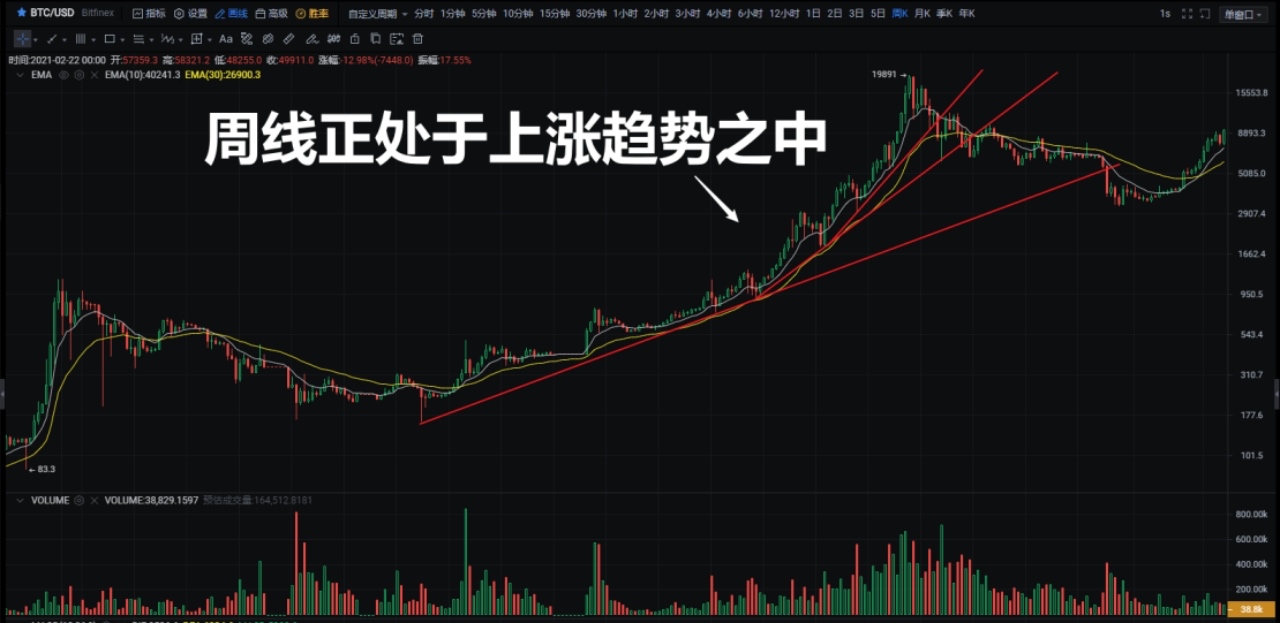 BTC/USD Bitfinex 指标 设置 画线 高级 胜率 自定义周期 分时 1分钟 5分钟 10分钟 15分钟 30分钟 1小时 2小时 3小时 4小时 6小时 12小时 1日 2日 3日 5日 周K 月K 季K 年K 1s 单窗口
Aa
时间:2021-02-22 00:00 开:57359.3 高:58321.2 低:48255.0 收:49911.0 涨幅:-12.98%(-7448.0) 振幅:17.55%
EMA EMA(10):40241.3 EMA(30):26900.3
19891
周线正处于上涨趋势之中
15553.8
8893.3
5085.0
2907.4
1662.4
950.5
543.4
310.7
177.6
101.5
83.3
VOLUME VOLUME:38,829.1597 预估成交量:164,512.8181
800.00k
600.00k
400.00k
200.00k
38.8k